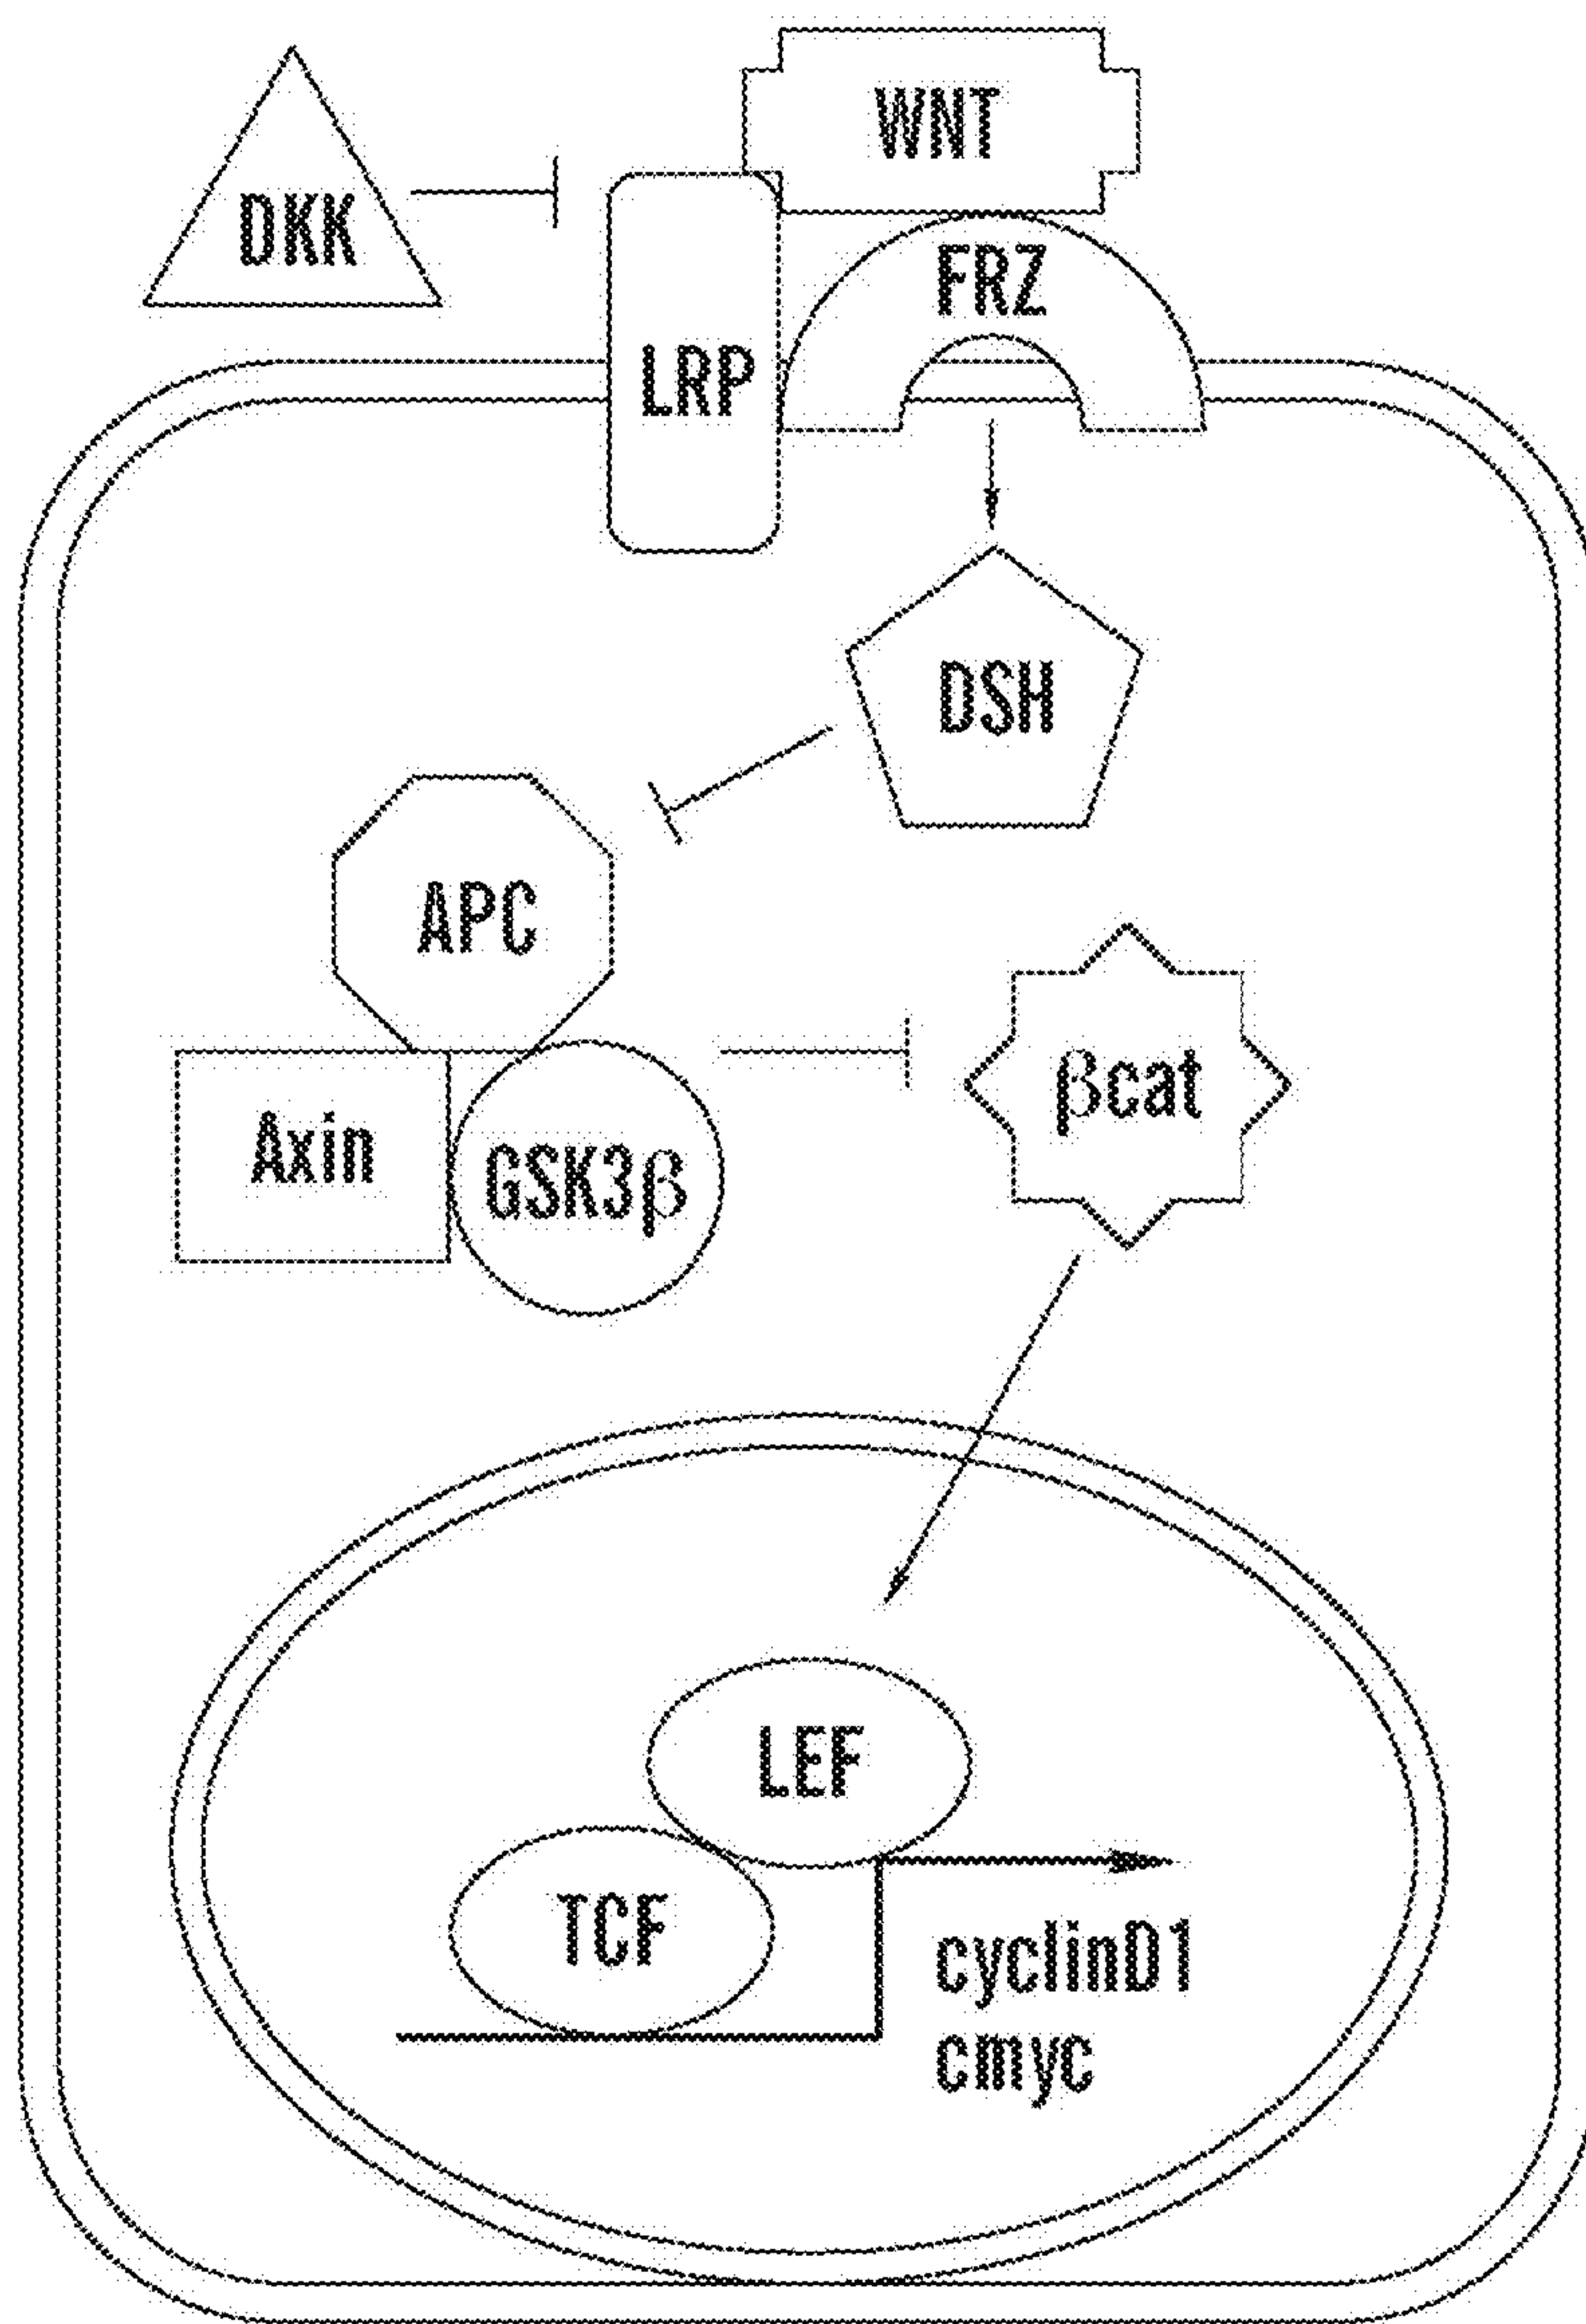 WNT
DKK
FRZ
LRP
DSH
APC
βcat
Axin
GSK3β
LEF
TCF
cyclinD1
cmyc